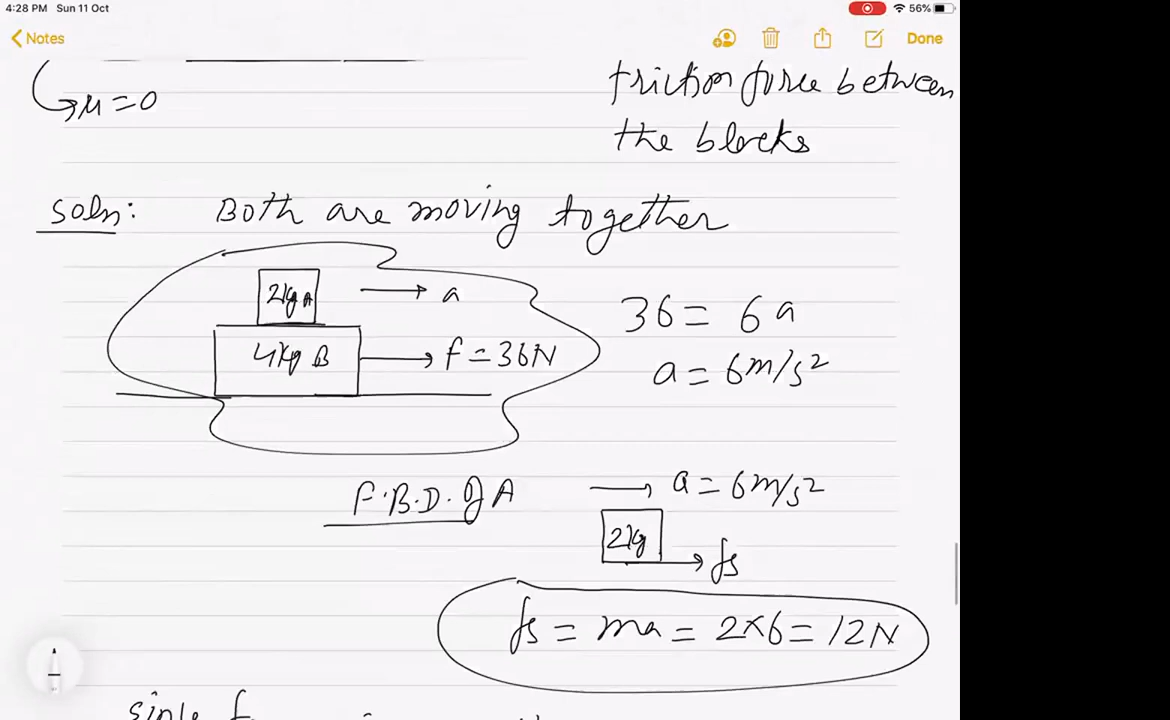 4:28 PM Sun 11 Oct
56%
Notes
Done
μ=0
friction force between
the blocks
Soln: Both are moving together
2kg A
a
4kg B
f = 36N
36 = 6a
a = 6m/s²
F.B.D. of A
a = 6m/s²
2kg
fs
fs = ma = 2×6 = 12N